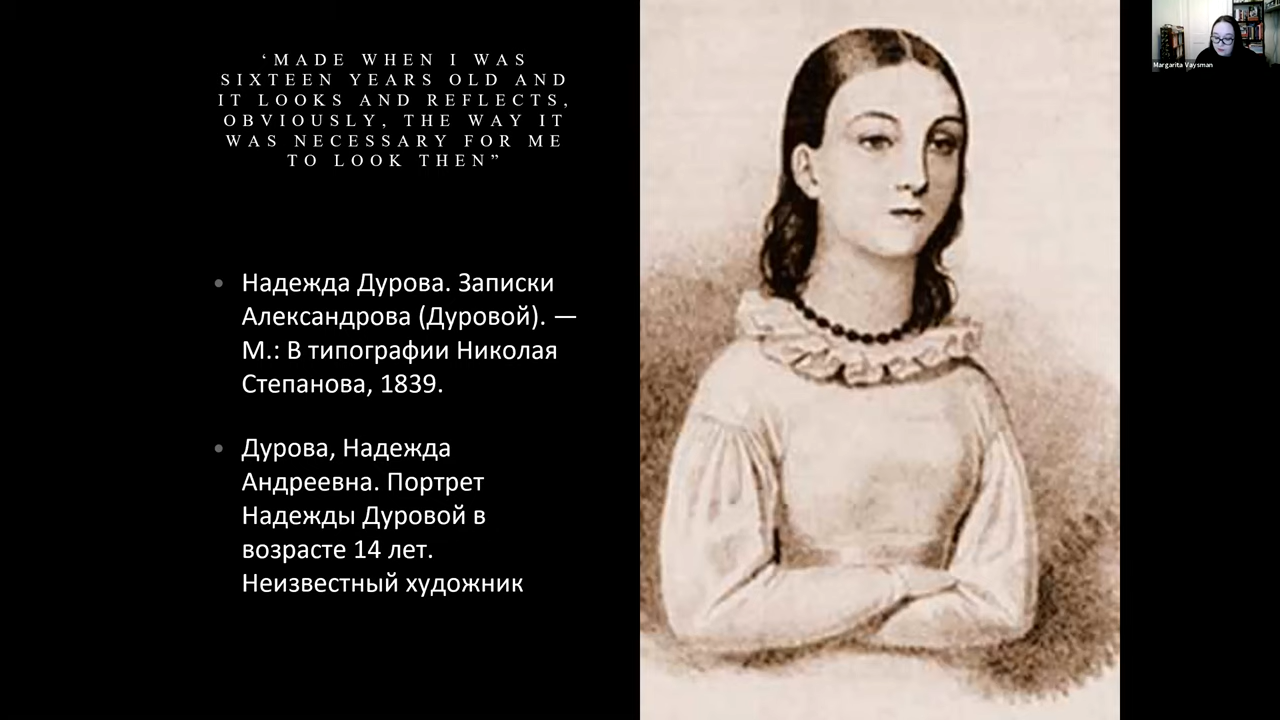 ‘MADE WHEN I WAS
SIXTEEN YEARS OLD AND
IT LOOKS AND REFLECTS,
OBVIOUSLY, THE WAY IT
WAS NECESSARY FOR ME
TO LOOK THEN”
• Надежда Дурова. Записки
Александрова (Дуровой). —
М.: В типографии Николая
Степанова, 1839.
• Дурова, Надежда
Андреевна. Портрет
Надежды Дуровой в
возрасте 14 лет.
Неизвестный художник
Margarita Vaysman